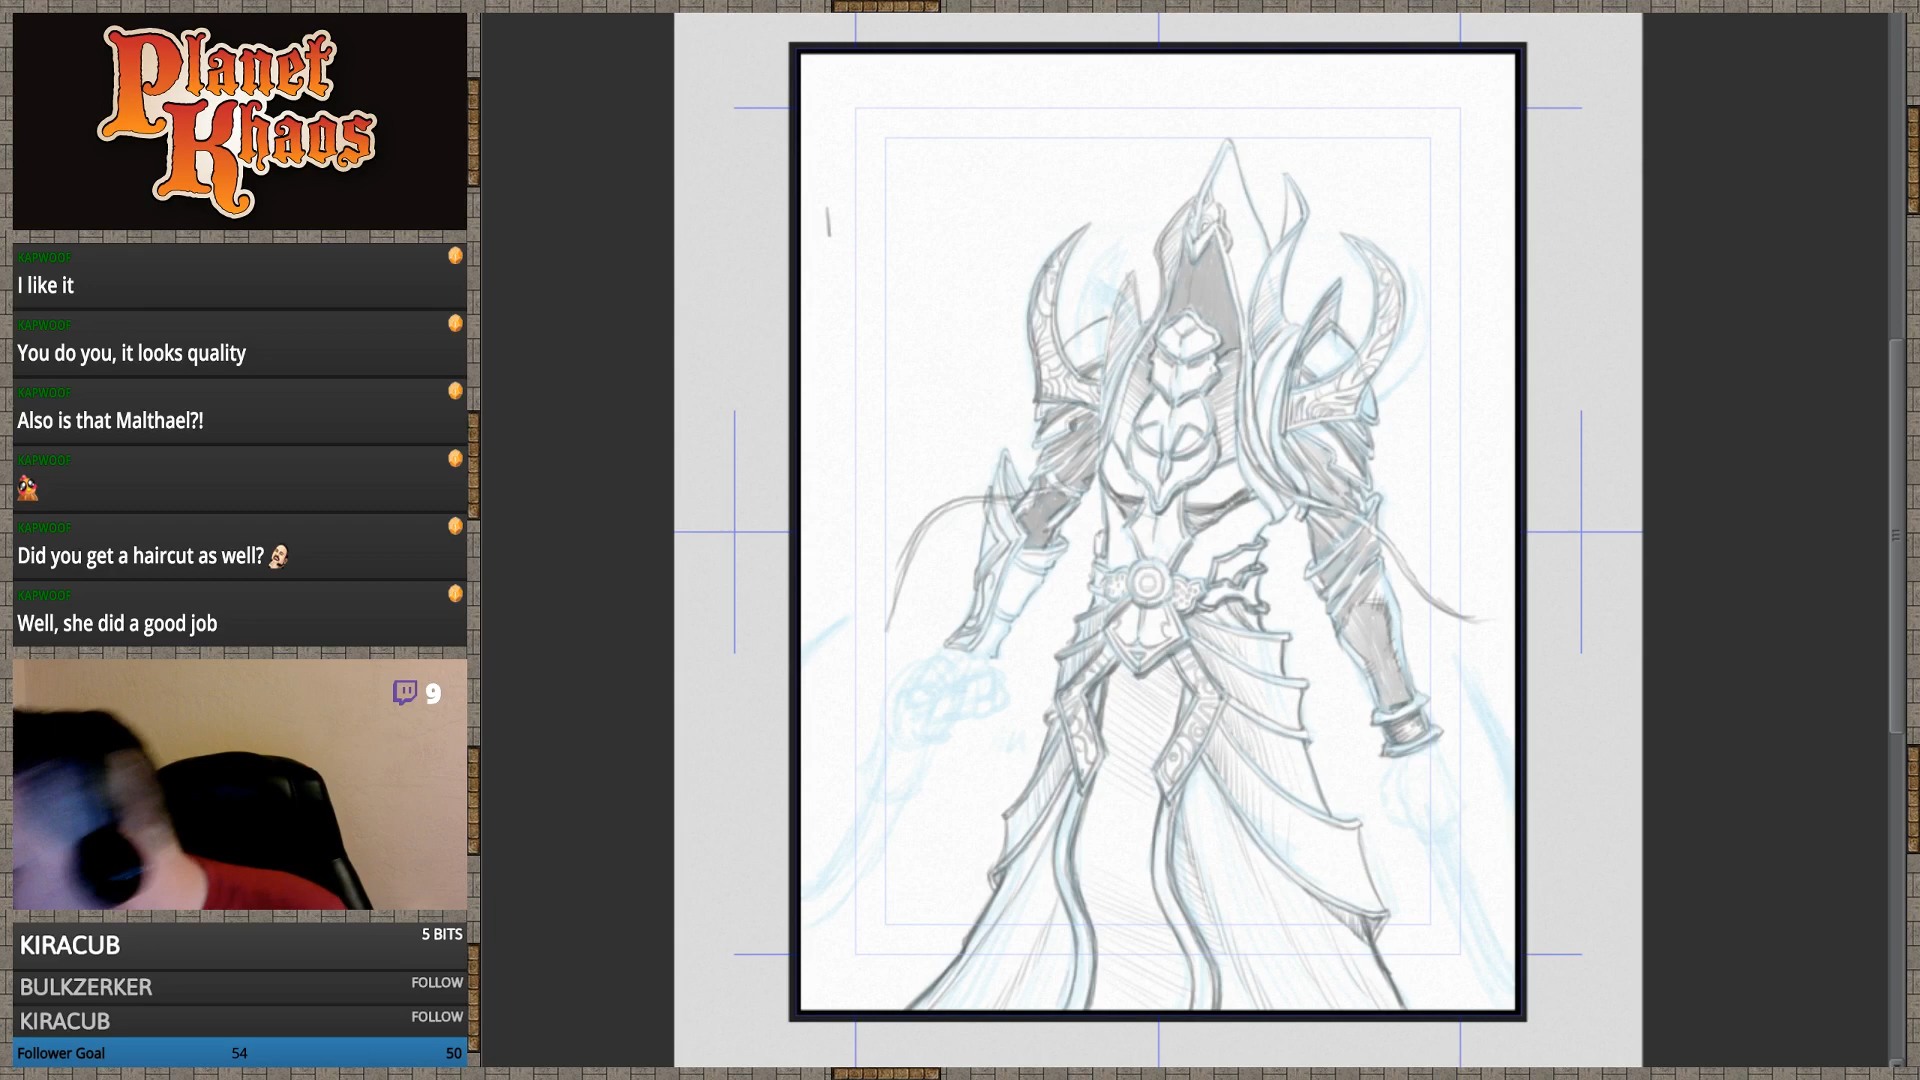 Planet
Khaos
KAPWOOF
I like it
KAPWOOF
You do you, it looks quality
KAPWOOF
Also is that Malthael?!
KAPWOOF
KAPWOOF
Did you get a haircut as well?
KAPWOOF
Well, she did a good job
9
KIRACUB 5 BITS
BULKZERKER FOLLOW
KIRACUB FOLLOW
Follower Goal 54 50